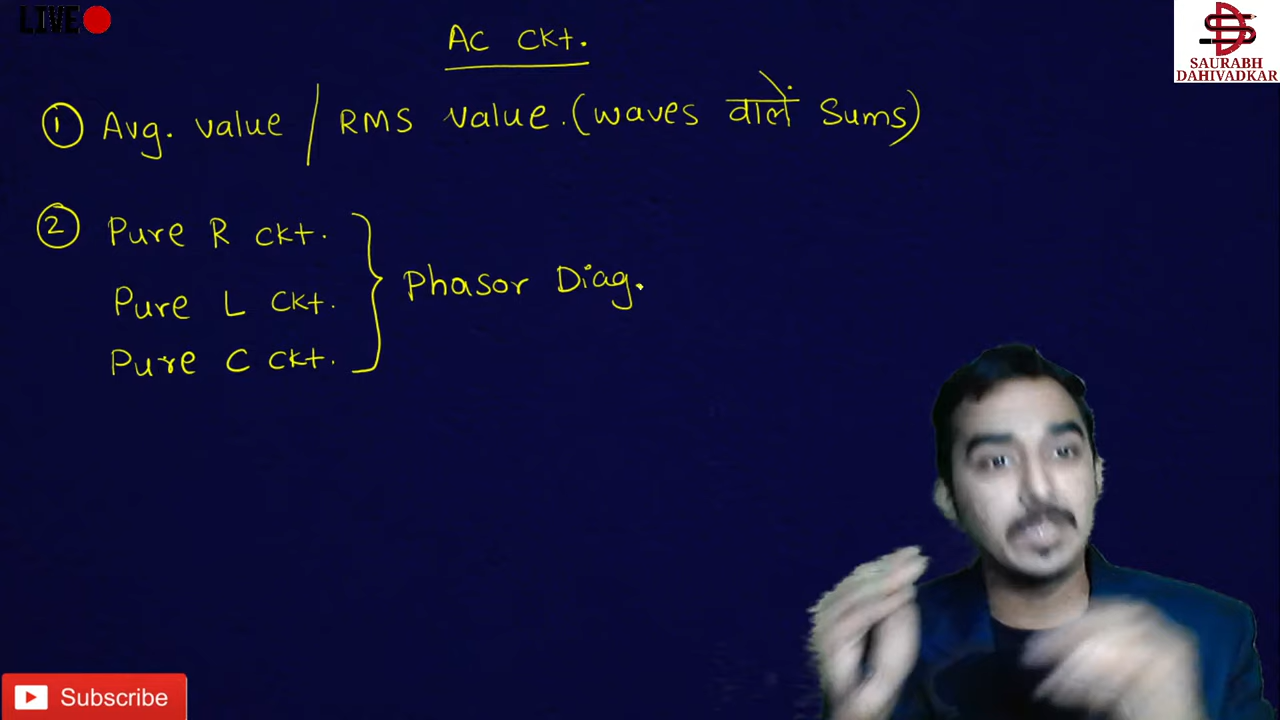 LIVE
AC Ckt.
SAURABH
DAHIVADKAR
① Avg. value / RMS value. (waves वाले Sums)
② Pure R ckt.
Pure L Ckt.
Pure C ckt.
Phasor Diag.
Subscribe